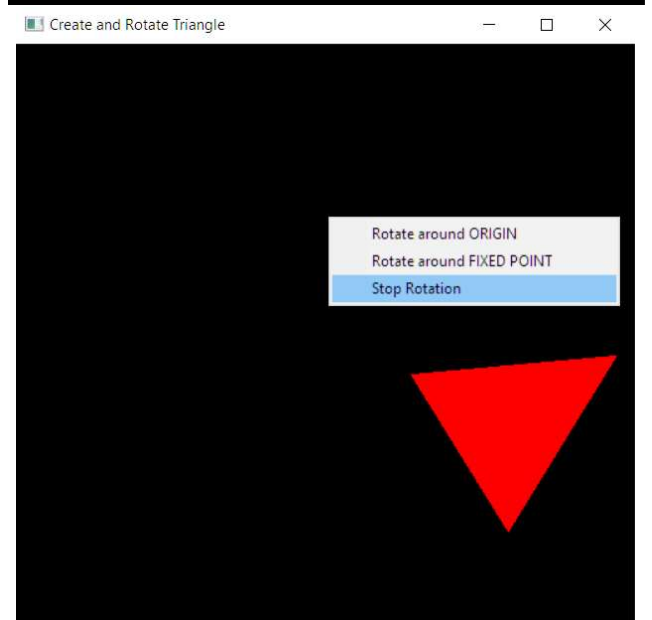 Create and Rotate Triangle
Rotate around ORIGIN
Rotate around FIXED POINT
Stop Rotation